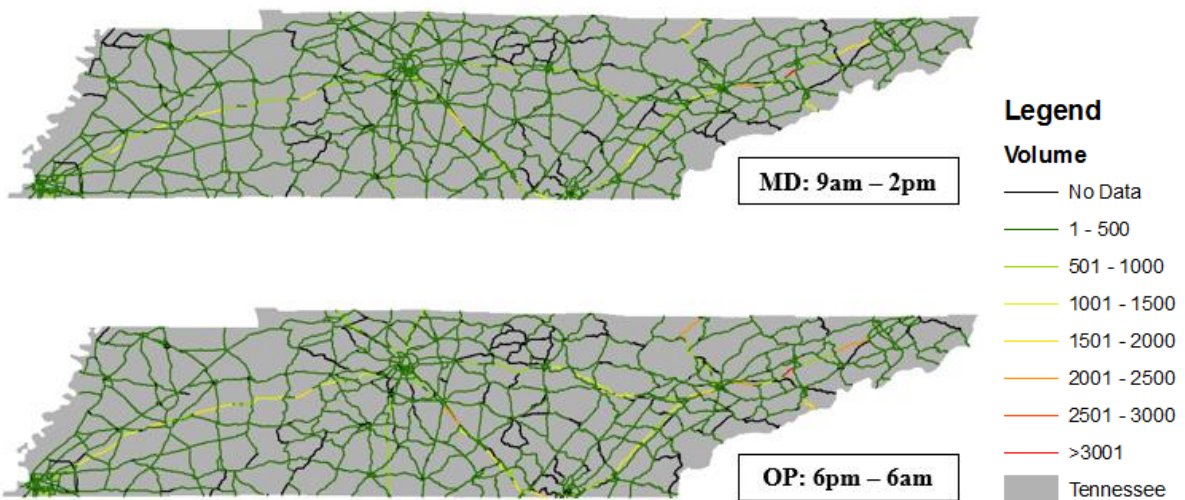 MD: 9am – 2pm
Legend
Volume
No Data
1 - 500
501 - 1000
1001 - 1500
1501 - 2000
2001 - 2500
2501 - 3000
>3001
Tennessee
OP: 6pm – 6am